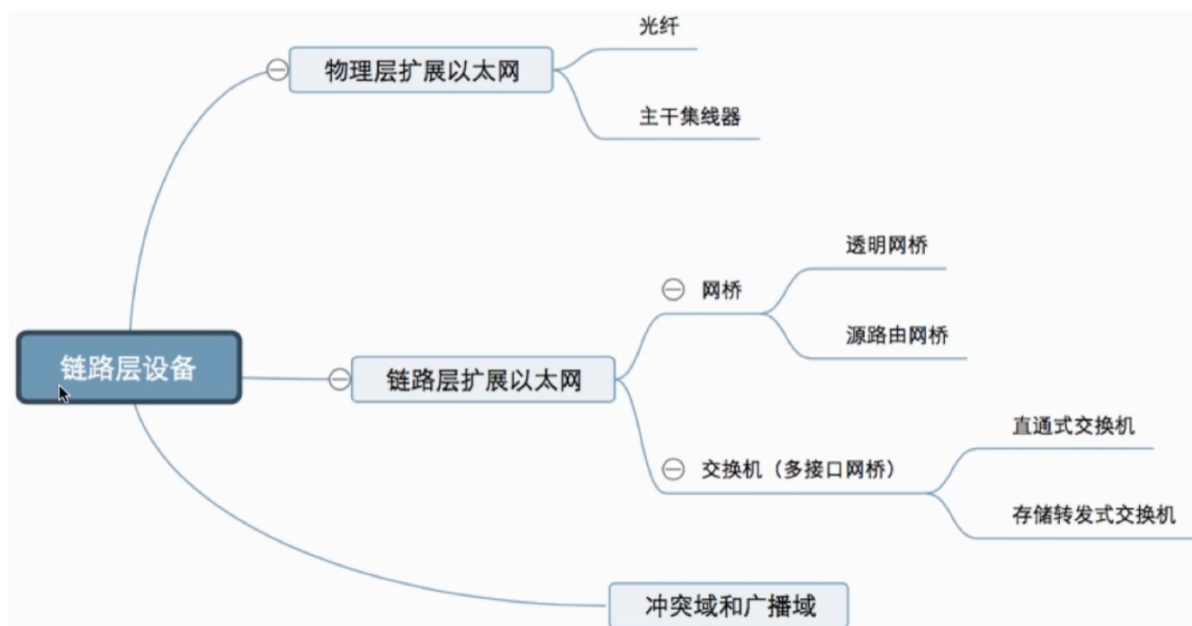 光纤
物理层扩展以太网
主干集线器
透明网桥
网桥
源路由网桥
链路层设备
链路层扩展以太网
直通式交换机
交换机（多接口网桥）
存储转发式交换机
冲突域和广播域